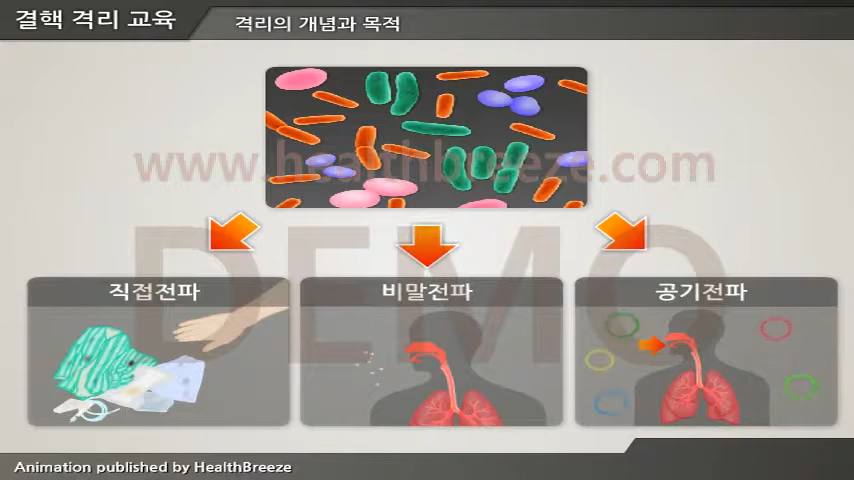 결핵 격리 교육
격리의 개념과 목적
www.healthbreeze.com
DEMO
직접전파
비말전파
공기전파
Animation published by HealthBreeze